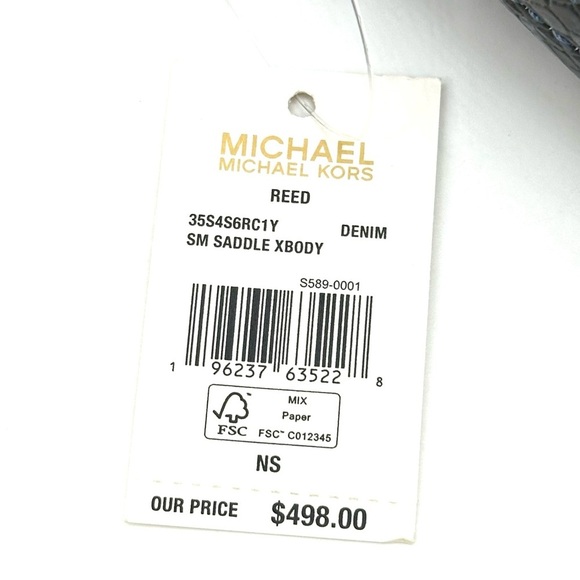 MICHAEL
MICHAEL KORS
REED
35S4S6RC1Y DENIM
SM SADDLE XBODY
S589-0001
1 96237 63522 8
MIX
Paper
FSC™ C012345
FSC
NS
OUR PRICE $498.00